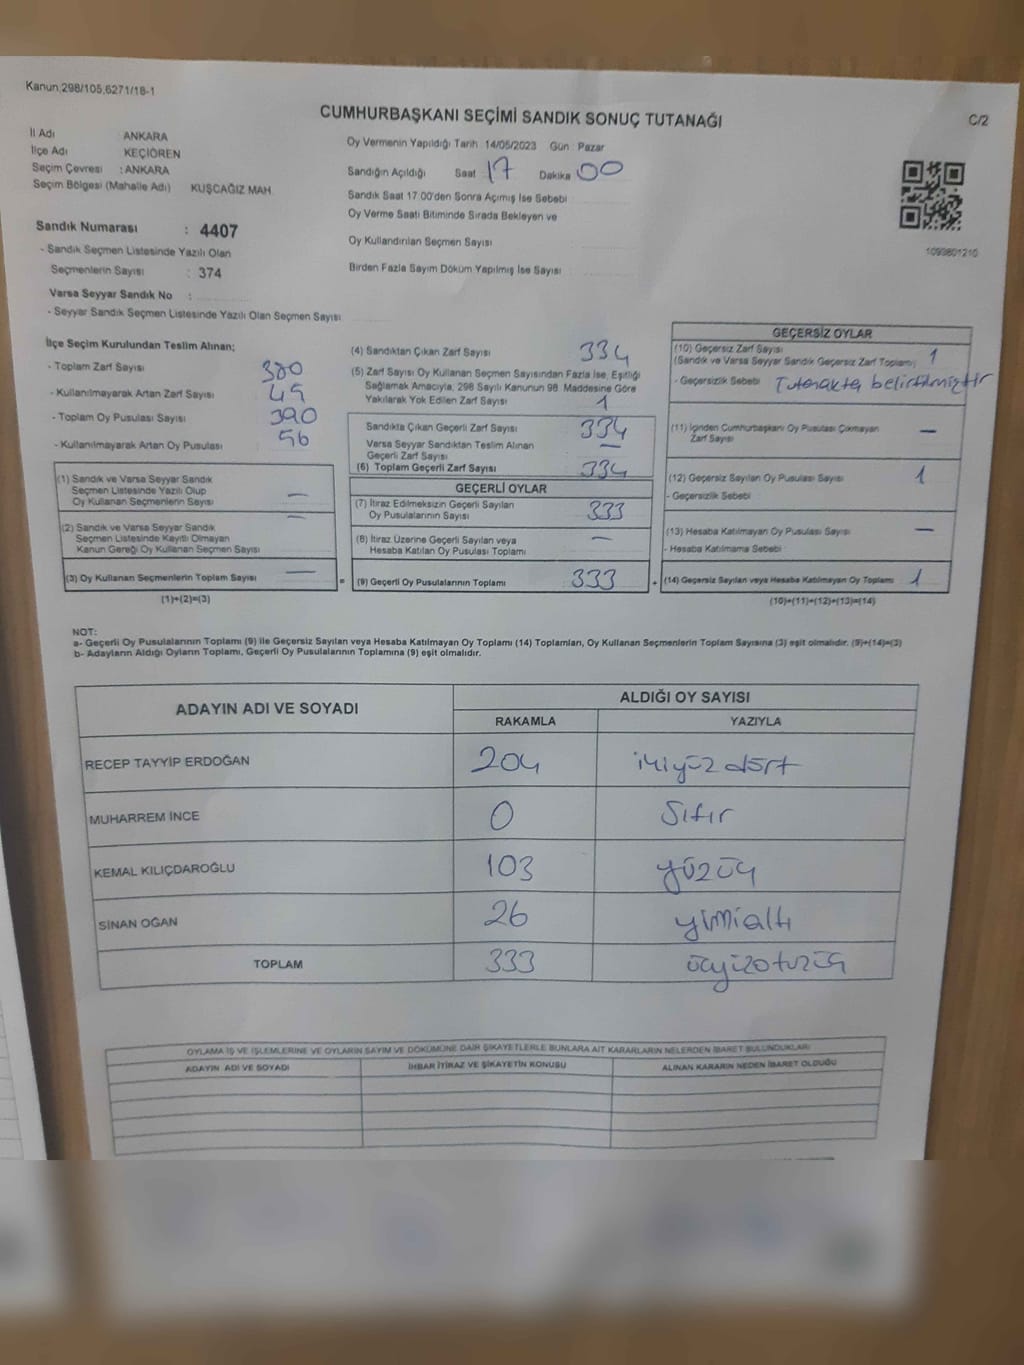 Kanun,298/105,6271/18-1
CUMHURBAŞKANI SEÇİMİ SANDIK SONUÇ TUTANAĞI
C/2
İl Adı ANKARA
İlçe Adı KEÇİÖREN
Seçim Çevresi : ANKARA
Seçim Bölgesi (Mahalle Adı) KUŞCAĞIZ MAH.
Oy Vermenin Yapıldığı Tarih 14/05/2023 Gün Pazar
Sandığın Açıldığı Saat 17 Dakika 00
Sandık Saat 17.00'den Sonra Açımış İse Sebebi
Oy Verme Saati Bitiminde Sırada Bekleyen ve
Oy Kullandırılan Seçmen Sayısı
Birden Fazla Sayım Döküm Yapılmış İse Sayısı
1099801210
Sandık Numarası : 4407
- Sandık Seçmen Listesinde Yazılı Olan
Seçmenlerin Sayısı : 374
Varsa Seyyar Sandık No :
- Seyyar Sandık Seçmen Listesinde Yazılı Olan Seçmen Sayısı
İlçe Seçim Kurulundan Teslim Alınan;
- Toplam Zarf Sayısı 380
- Kullanılmayarak Artan Zarf Sayısı 45
- Toplam Oy Pusulası Sayısı 390
- Kullanılmayarak Artan Oy Pusulası 56
(1) Sandık ve Varsa Seyyar Sandık
Seçmen Listesinde Yazılı Olup
Oy Kullanan Seçmenlerin Sayısı —
(2) Sandık ve Varsa Seyyar Sandık
Seçmen Listesinde Kayıtlı Olmayan
Kanun Gereği Oy Kullanan Seçmen Sayısı —
(3) Oy Kullanan Seçmenlerin Toplam Sayısı —
(1)+(2)=(3)
(4) Sandıktan Çıkan Zarf Sayısı 334
(5) Zarf Sayısı Oy Kullanan Seçmen Sayısından Fazla İse, Eşitliği
Sağlamak Amacıyla, 298 Sayılı Kanunun 98. Maddesine Göre
Yakılarak Yok Edilen Zarf Sayısı 1
Sandıkta Çıkan Geçerli Zarf Sayısı 334
Varsa Seyyar Sandıktan Teslim Alınan
Geçerli Zarf Sayısı —
(6) Toplam Geçerli Zarf Sayısı 334
GEÇERLİ OYLAR
(7) İtiraz Edilmeksizin Geçerli Sayılan
Oy Pusulalarının Sayısı 333
(8) İtiraz Üzerine Geçerli Sayılan veya
Hesaba Katılan Oy Pusulası Toplamı —
= (9) Geçerli Oy Pusulalarının Toplamı 333 +
GEÇERSİZ OYLAR
(10) Geçersiz Zarf Sayısı
(Sandık ve Varsa Seyyar Sandık Geçersiz Zarf Toplamı) 1
- Geçersizlik Sebebi Tutanakta belirtilmiştir
(11) İçinden Cumhurbaşkanı Oy Pusulası Çıkmayan
Zarf Sayısı —
(12) Geçersiz Sayılan Oy Pusulası Sayısı 1
- Geçersizlik Sebebi
(13) Hesaba Katılmayan Oy Pusulası Sayısı —
- Hesaba Katılmama Sebebi
(14) Geçersiz Sayılan veya Hesaba Katılmayan Oy Toplamı 1
(10)+(11)+(12)+(13)=(14)
NOT:
a- Geçerli Oy Pusulalarının Toplamı (9) ile Geçersiz Sayılan veya Hesaba Katılmayan Oy Toplamı (14) Toplamları, Oy Kullanan Seçmenlerin Toplam Sayısına (3) eşit olmalıdır. (9)+(14)=(3)
b- Adayların Aldığı Oyların Toplamı, Geçerli Oy Pusulalarının Toplamına (9) eşit olmalıdır.
ADAYIN ADI VE SOYADI
ALDIĞI OY SAYISI
RAKAMLA YAZIYLA
RECEP TAYYİP ERDOĞAN 204 ikiyüz dört
MUHARREM İNCE 0 Sıfır
KEMAL KILIÇDAROĞLU 103 yüzüç
SİNAN OĞAN 26 yirmialtı
TOPLAM 333 üçyüzotuzüç
OYLAMA İŞ VE İŞLEMLERİNE VE OYLARIN SAYIM VE DÖKÜMÜNE DAİR ŞİKAYETLERLE BUNLARA AİT KARARLARIN NELERDEN İBARET BULUNDUKLARI
ADAYIN ADI VE SOYADI İHBAR İTİRAZ VE ŞİKAYETİN KONUSU ALINAN KARARIN NEDEN İBARET OLDUĞU